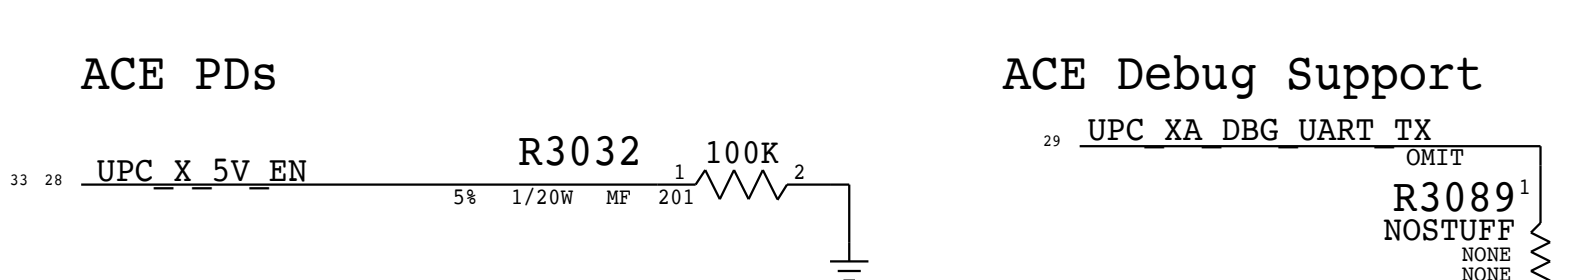 ACE PDs
ACE Debug Support
UPC_XA_DBG_UART_TX
29
OMIT
R3032
100K
1
2
UPC_X_5V_EN
33 28
5% 1/20W MF 201
R3089
1
NOSTUFF
NONE
NONE